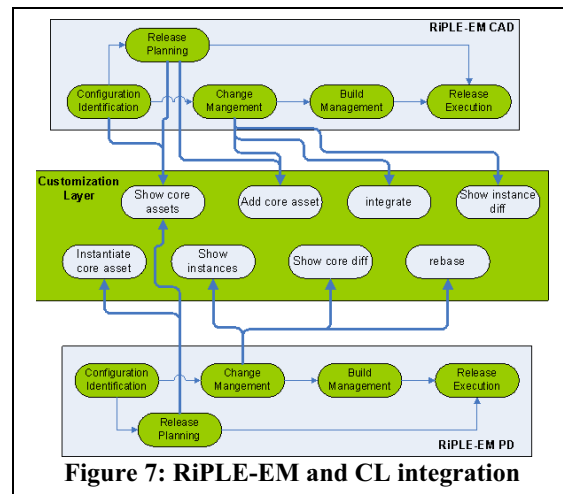 RiPLE-EM CAD
Release
Planning
Configuration
Identification
Change
Mangement
Build
Management
Release
Execution
Customization
Layer
Show core
assets
Add core asset
integrate
Show instance
diff
Instantiate
core asset
Show
instances
Show core diff
rebase
Configuration
Identification
Change
Mangement
Build
Management
Release
Execution
Release
Planning
RiPLE-EM PD
Figure 7: RiPLE-EM and CL integration